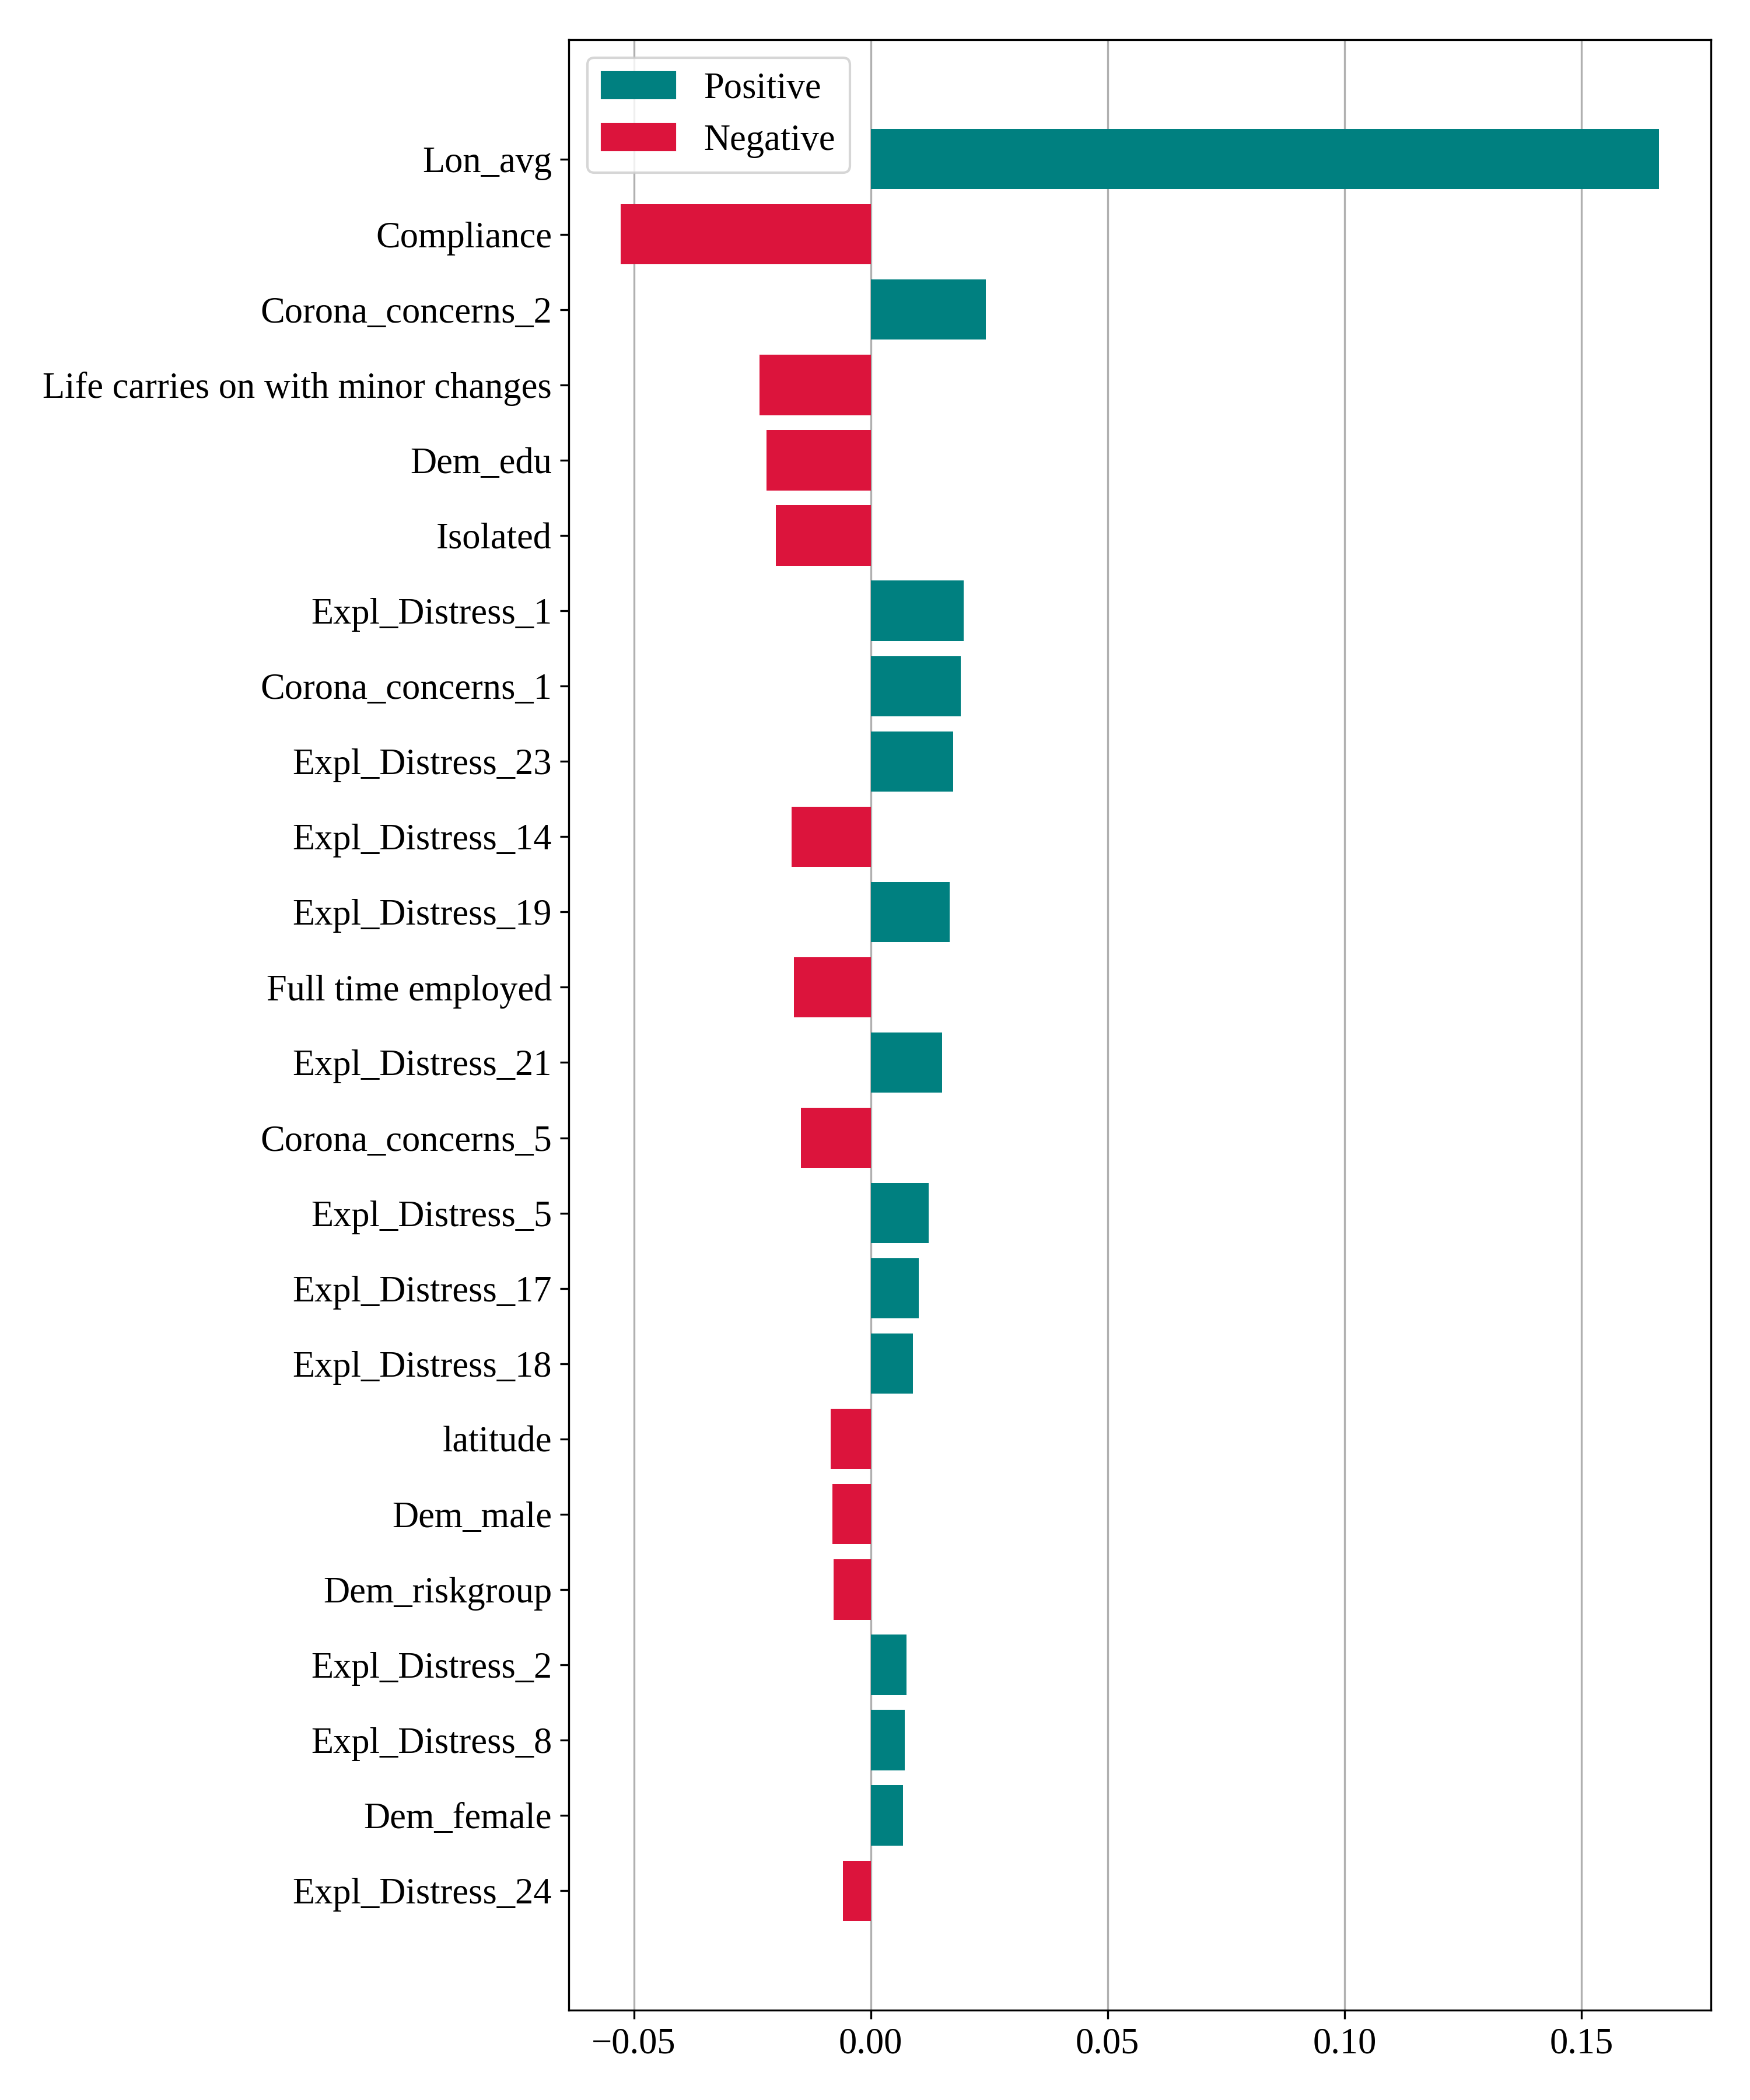 Positive
Negative
Lon_avg
Compliance
Corona_concerns_2
Life carries on with minor changes
Dem_edu
Isolated
Expl_Distress_1
Corona_concerns_1
Expl_Distress_23
Expl_Distress_14
Expl_Distress_19
Full time employed
Expl_Distress_21
Corona_concerns_5
Expl_Distress_5
Expl_Distress_17
Expl_Distress_18
latitude
Dem_male
Dem_riskgroup
Expl_Distress_2
Expl_Distress_8
Dem_female
Expl_Distress_24
−0.05 0.00 0.05 0.10 0.15